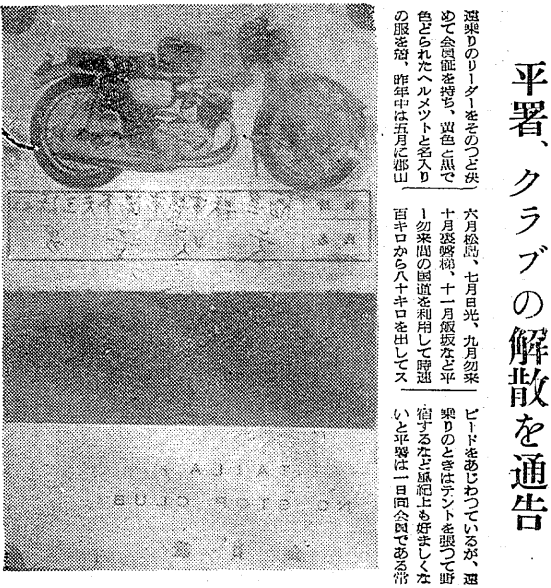 平署、クラブの解散を通告
遠乗りのリーダーをそのつど決
めて会員証を持ち、黄色と黒で
色どられたヘルメツトと名入り
の服を着、昨年中は五月に郡山
六月松島、七月日光、九月勿来
十月裏磐梯、十一月飯坂など平
ー勿来間の国道を利用して時速
百キロから八十キロを出してス
ピードをあじわつているが、遠
乗りのときはテントを張つて野
宿するなど風紀上も好ましくな
いと平署は一日同会員である常
CLUB